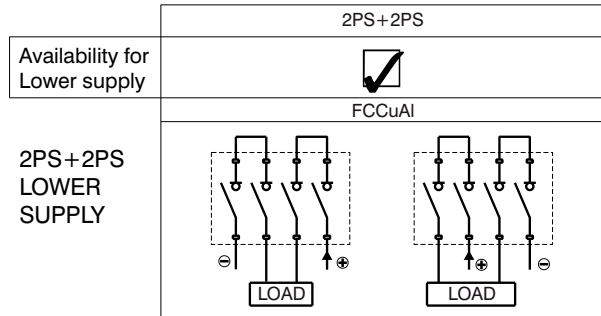 2PS+2PS
Availability for
Lower supply
FCCuAl
2PS+2PS
LOWER
SUPPLY
⊖ ⊕ ⊕ ⊖
LOAD LOAD